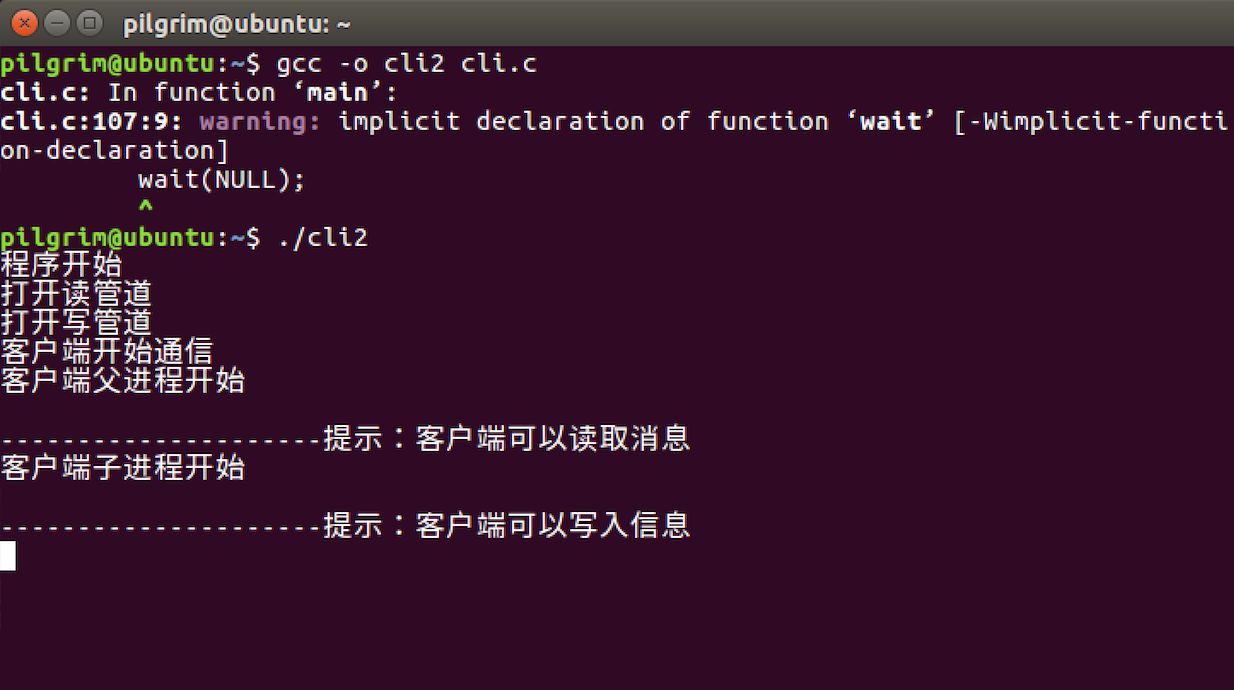 pilgrim@ubuntu: ~
pilgrim@ubuntu:~$ gcc -o cli2 cli.c
cli.c: In function ‘main’:
cli.c:107:9: warning: implicit declaration of function ‘wait’ [-Wimplicit-functi
on-declaration]
wait(NULL);
^
pilgrim@ubuntu:~$ ./cli2
程序开始
打开读管道
打开写管道
客户端开始通信
客户端父进程开始
---------------------提示：客户端可以读取消息
客户端子进程开始
---------------------提示：客户端可以写入信息